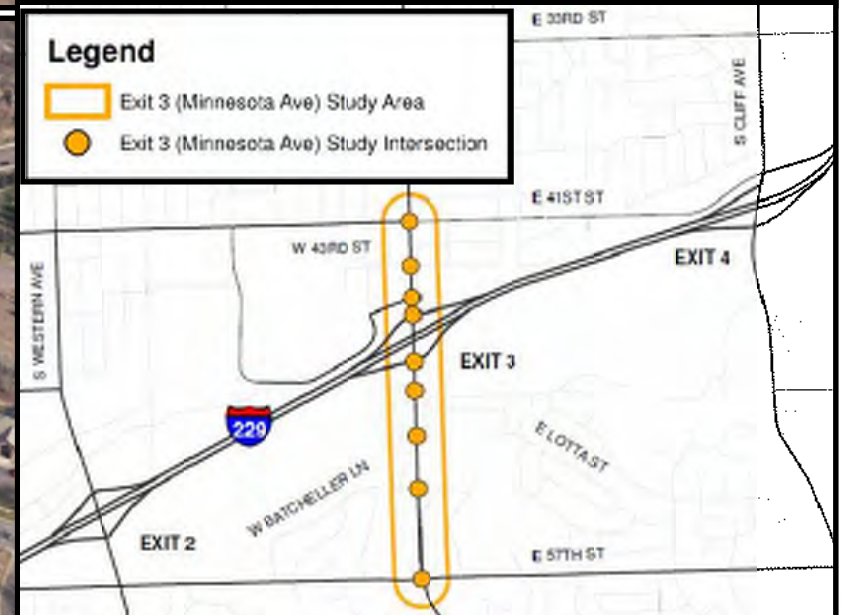 Legend
Exit 3 (Minnesota Ave) Study Area
Exit 3 (Minnesota Ave) Study Intersection
E 33RD ST
S CLIFF AVE
E 41ST ST
W 43RD ST
EXIT 4
S WESTERN AVE
EXIT 3
229
E LOTTA ST
W BATCHELLER LN
EXIT 2
E 57TH ST